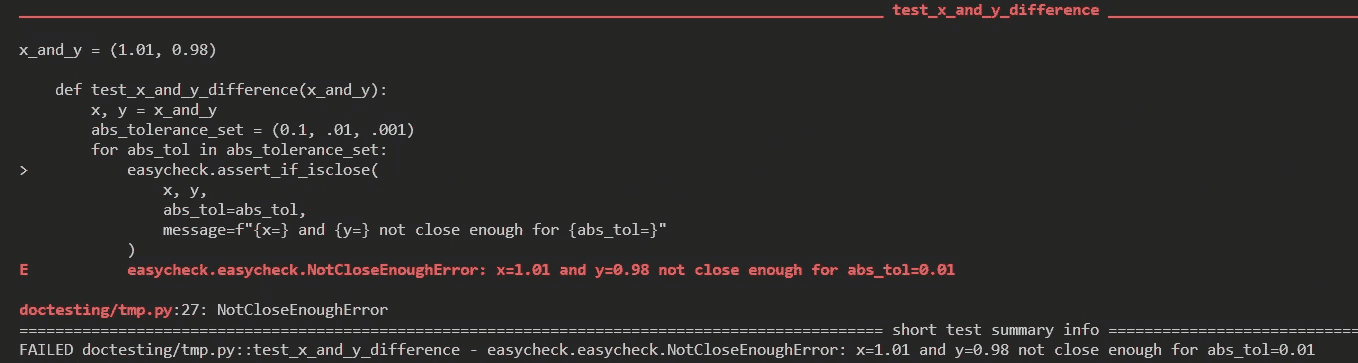 _______________ test_x_and_y_difference _______________
x_and_y = (1.01, 0.98)
    def test_x_and_y_difference(x_and_y):
        x, y = x_and_y
        abs_tolerance_set = (0.1, .01, .001)
        for abs_tol in abs_tolerance_set:
>           easycheck.assert_if_isclose(
                x, y,
                abs_tol=abs_tol,
                message=f"{x=} and {y=} not close enough for {abs_tol=}"
            )
E           easycheck.easycheck.NotCloseEnoughError: x=1.01 and y=0.98 not close enough for abs_tol=0.01
doctesting/tmp.py:27: NotCloseEnoughError
=============== short test summary info ===============
FAILED doctesting/tmp.py::test_x_and_y_difference - easycheck.easycheck.NotCloseEnoughError: x=1.01 and y=0.98 not close enough for abs_tol=0.01